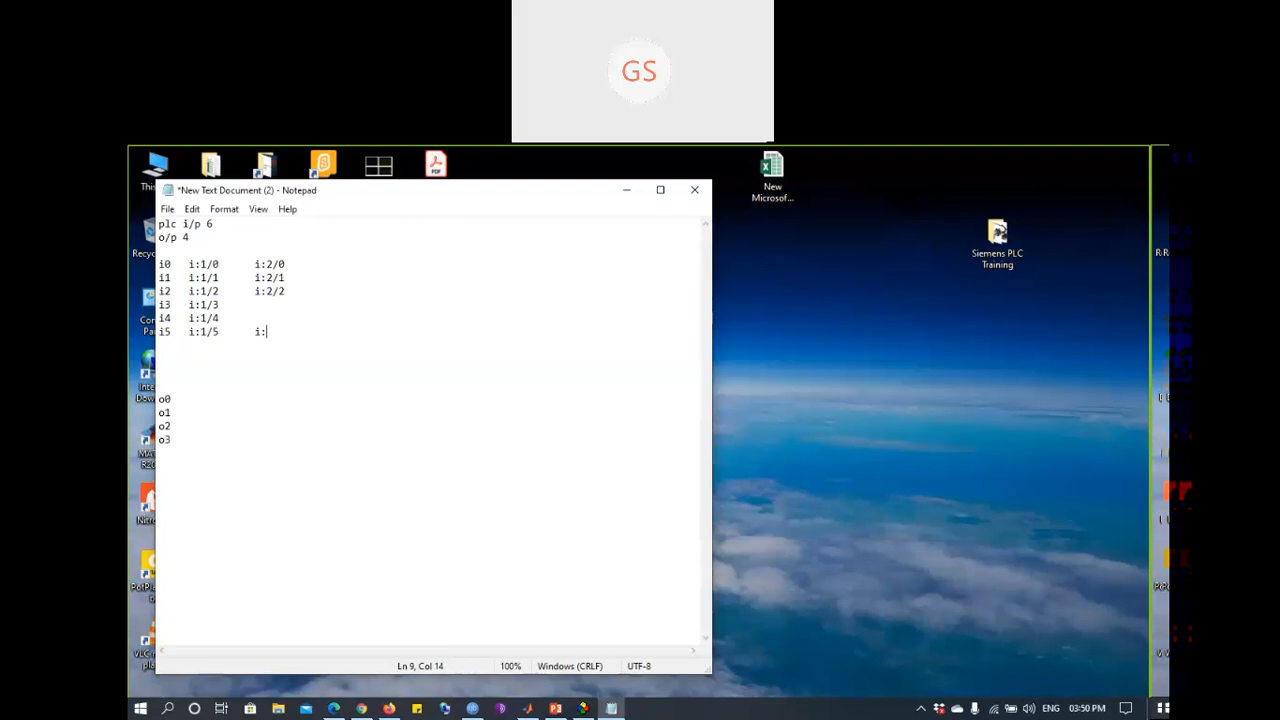 GS
This
New Microsof...
*New Text Document (2) - Notepad
File Edit Format View Help
plc i/p 6
o/p 4
i0 i:1/0 i:2/0
i1 i:1/1 i:2/1
i2 i:1/2 i:2/2
i3 i:1/3
i4 i:1/4
i5 i:1/5 i:
o0
o1
o2
o3
Siemens PLC
Training
Ln 9, Col 14 100% Windows (CRLF) UTF-8
ENG 03:50 PM